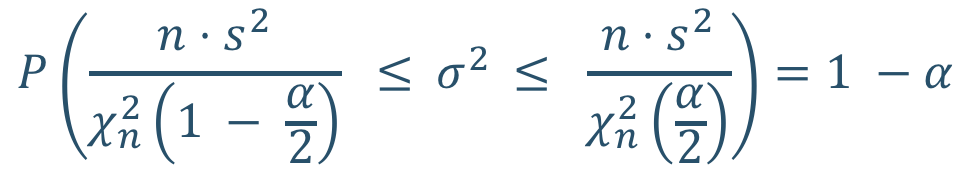 P(n · s² / χ²ₙ(1 − α/2) ≤ σ² ≤ n · s² / χ²ₙ(α/2)) = 1 − α